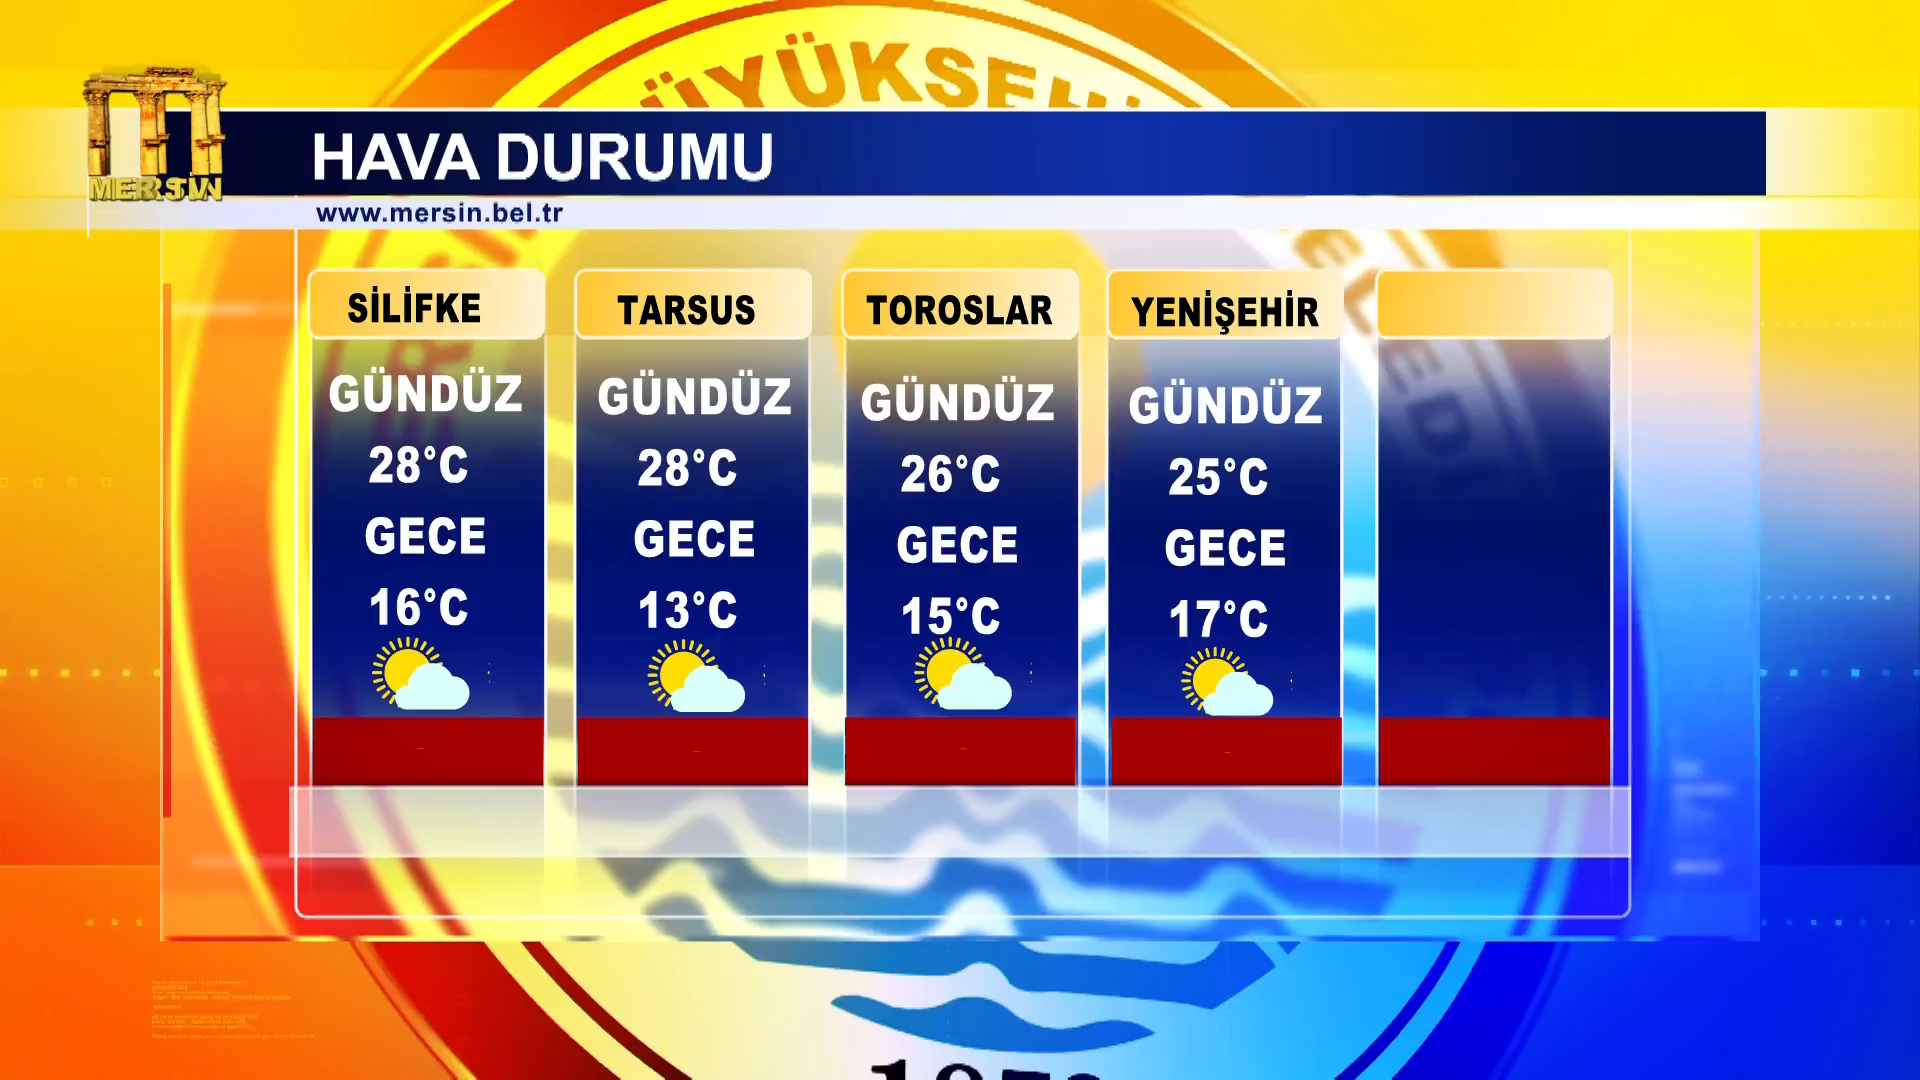 ÜYÜKSEHİ
MERSİN
HAVA DURUMU
www.mersin.bel.tr
SİLİFKE
GÜNDÜZ
28°C
GECE
16°C
TARSUS
GÜNDÜZ
28°C
GECE
13°C
TOROSLAR
GÜNDÜZ
26°C
GECE
15°C
YENİŞEHİR
GÜNDÜZ
25°C
GECE
17°C